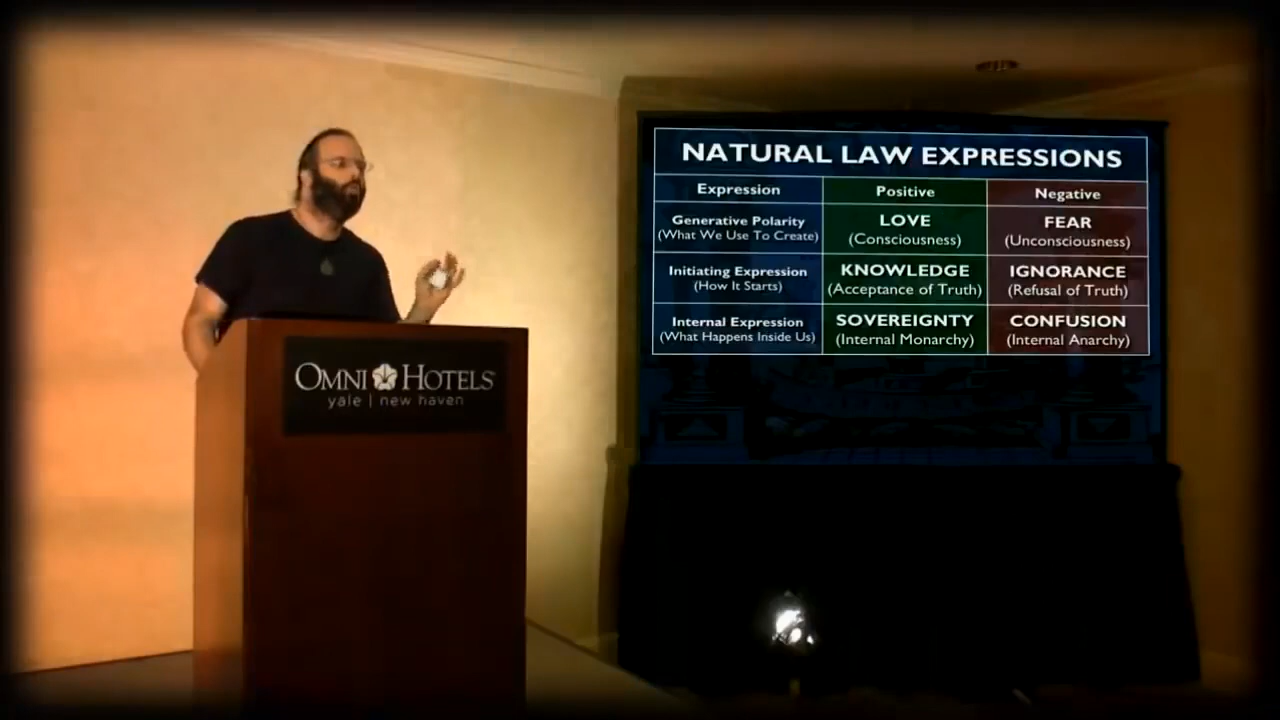 OMNI HOTELS
yale | new haven
NATURAL LAW EXPRESSIONS
Expression Positive Negative
Generative Polarity LOVE FEAR
(What We Use To Create) (Consciousness) (Unconsciousness)
Initiating Expression KNOWLEDGE IGNORANCE
(How It Starts) (Acceptance of Truth) (Refusal of Truth)
Internal Expression SOVEREIGNTY CONFUSION
(What Happens Inside Us) (Internal Monarchy) (Internal Anarchy)